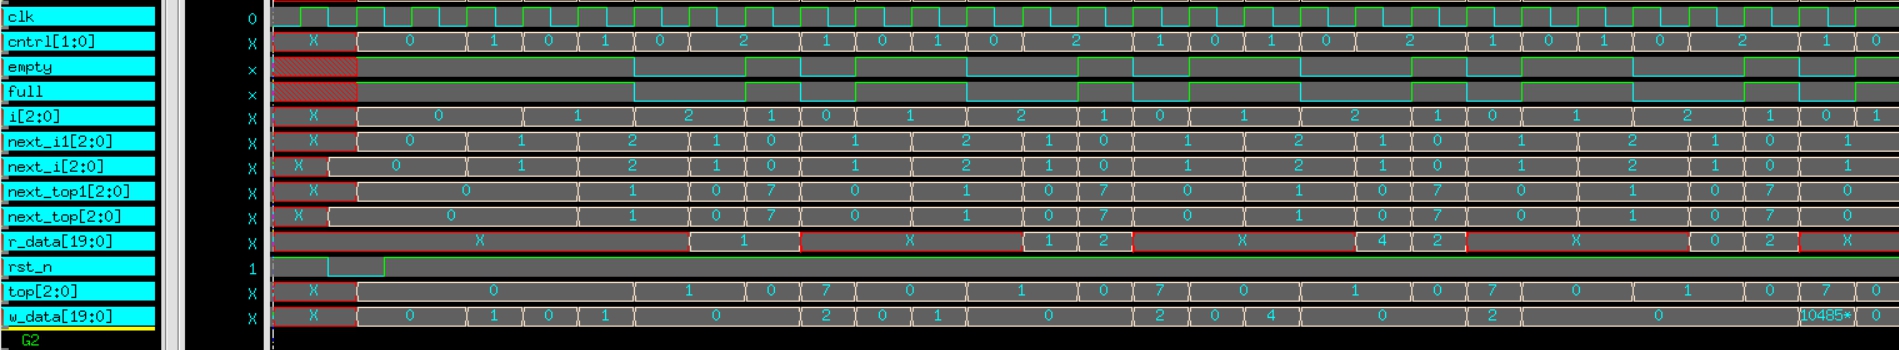 clk 0
cntrl[1:0] X X 0 1 0 1 0 2 1 0 1 0 2 1 0 1 0 2 1 0 1 0 2 1 0
empty x
full x
i[2:0] X X 0 1 2 1 0 1 2 1 0 1 2 1 0 1 2 1 0 1
next_i1[2:0] X X 0 1 2 1 0 1 2 1 0 1 2 1 0 1 2 1 0 1
next_i[2:0] X X 0 1 2 1 0 1 2 1 0 1 2 1 0 1 2 1 0 1
next_top1[2:0] X X 0 1 0 7 0 1 0 7 0 1 0 7 0 1 0 7 0
next_top[2:0] X X 0 1 0 7 0 1 0 7 0 1 0 7 0 1 0 7 0
r_data[19:0] X X 1 X 1 2 X 4 2 X 0 2 X
rst_n 1
top[2:0] X X 0 1 0 7 0 1 0 7 0 1 0 7 0 1 0 7 0
w_data[19:0] X X 0 1 0 1 0 2 0 1 0 2 0 4 0 2 0 10485* 0
G2